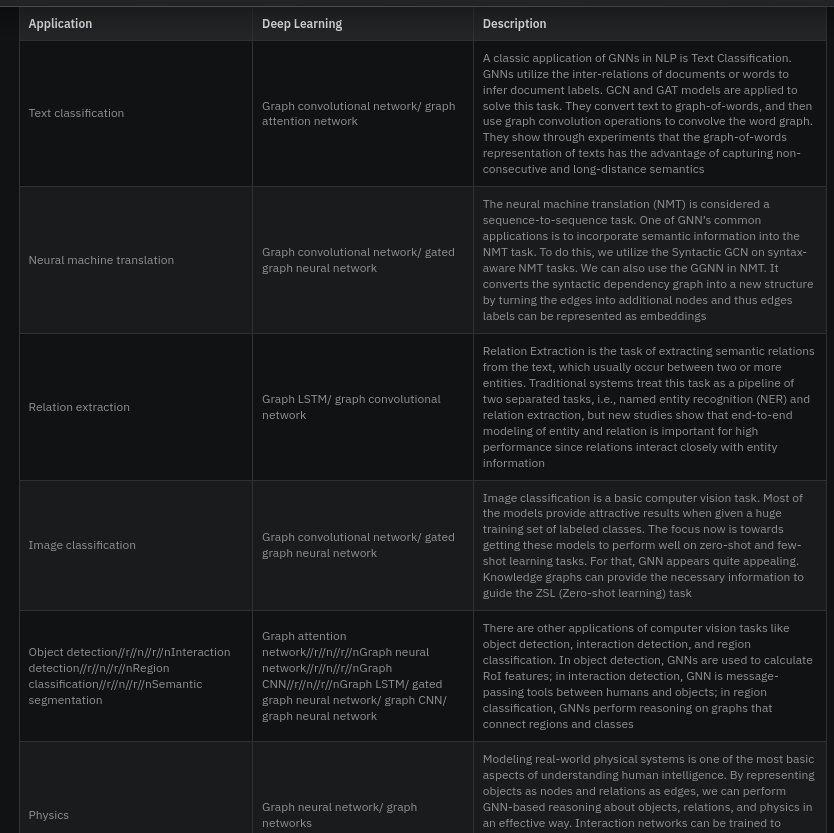 Application
Deep Learning
Description
Text classification
Graph convolutional network/ graph
attention network
A classic application of GNNs in NLP is Text Classification.
GNNs utilize the inter-relations of documents or words to
infer document labels. GCN and GAT models are applied to
solve this task. They convert text to graph-of-words, and then
use graph convolution operations to convolve the word graph.
They show through experiments that the graph-of-words
representation of texts has the advantage of capturing non-
consecutive and long-distance semantics
Neural machine translation
Graph convolutional network/ gated
graph neural network
The neural machine translation (NMT) is considered a
sequence-to-sequence task. One of GNN’s common
applications is to incorporate semantic information into the
NMT task. To do this, we utilize the Syntactic GCN on syntax-
aware NMT tasks. We can also use the GGNN in NMT. It
converts the syntactic dependency graph into a new structure
by turning the edges into additional nodes and thus edges
labels can be represented as embeddings
Relation extraction
Graph LSTM/ graph convolutional
network
Relation Extraction is the task of extracting semantic relations
from the text, which usually occur between two or more
entities. Traditional systems treat this task as a pipeline of
two separated tasks, i.e., named entity recognition (NER) and
relation extraction, but new studies show that end-to-end
modeling of entity and relation is important for high
performance since relations interact closely with entity
information
Image classification
Graph convolutional network/ gated
graph neural network
Image classification is a basic computer vision task. Most of
the models provide attractive results when given a huge
training set of labeled classes. The focus now is towards
getting these models to perform well on zero-shot and few-
shot learning tasks. For that, GNN appears quite appealing.
Knowledge graphs can provide the necessary information to
guide the ZSL (Zero-shot learning) task
Object detection//r//n//r//nInteraction
detection//r//n//r//nRegion
classification//r//n//r//nSemantic
segmentation
Graph attention
network//r//n//r//nGraph neural
network//r//n//r//nGraph
CNN//r//n//r//nGraph LSTM/ gated
graph neural network/ graph CNN/
graph neural network
There are other applications of computer vision tasks like
object detection, interaction detection, and region
classification. In object detection, GNNs are used to calculate
RoI features; in interaction detection, GNN is message-
passing tools between humans and objects; in region
classification, GNNs perform reasoning on graphs that
connect regions and classes
Physics
Graph neural network/ graph
networks
Modeling real-world physical systems is one of the most basic
aspects of understanding human intelligence. By representing
objects as nodes and relations as edges, we can perform
GNN-based reasoning about objects, relations, and physics in
an effective way. Interaction networks can be trained to